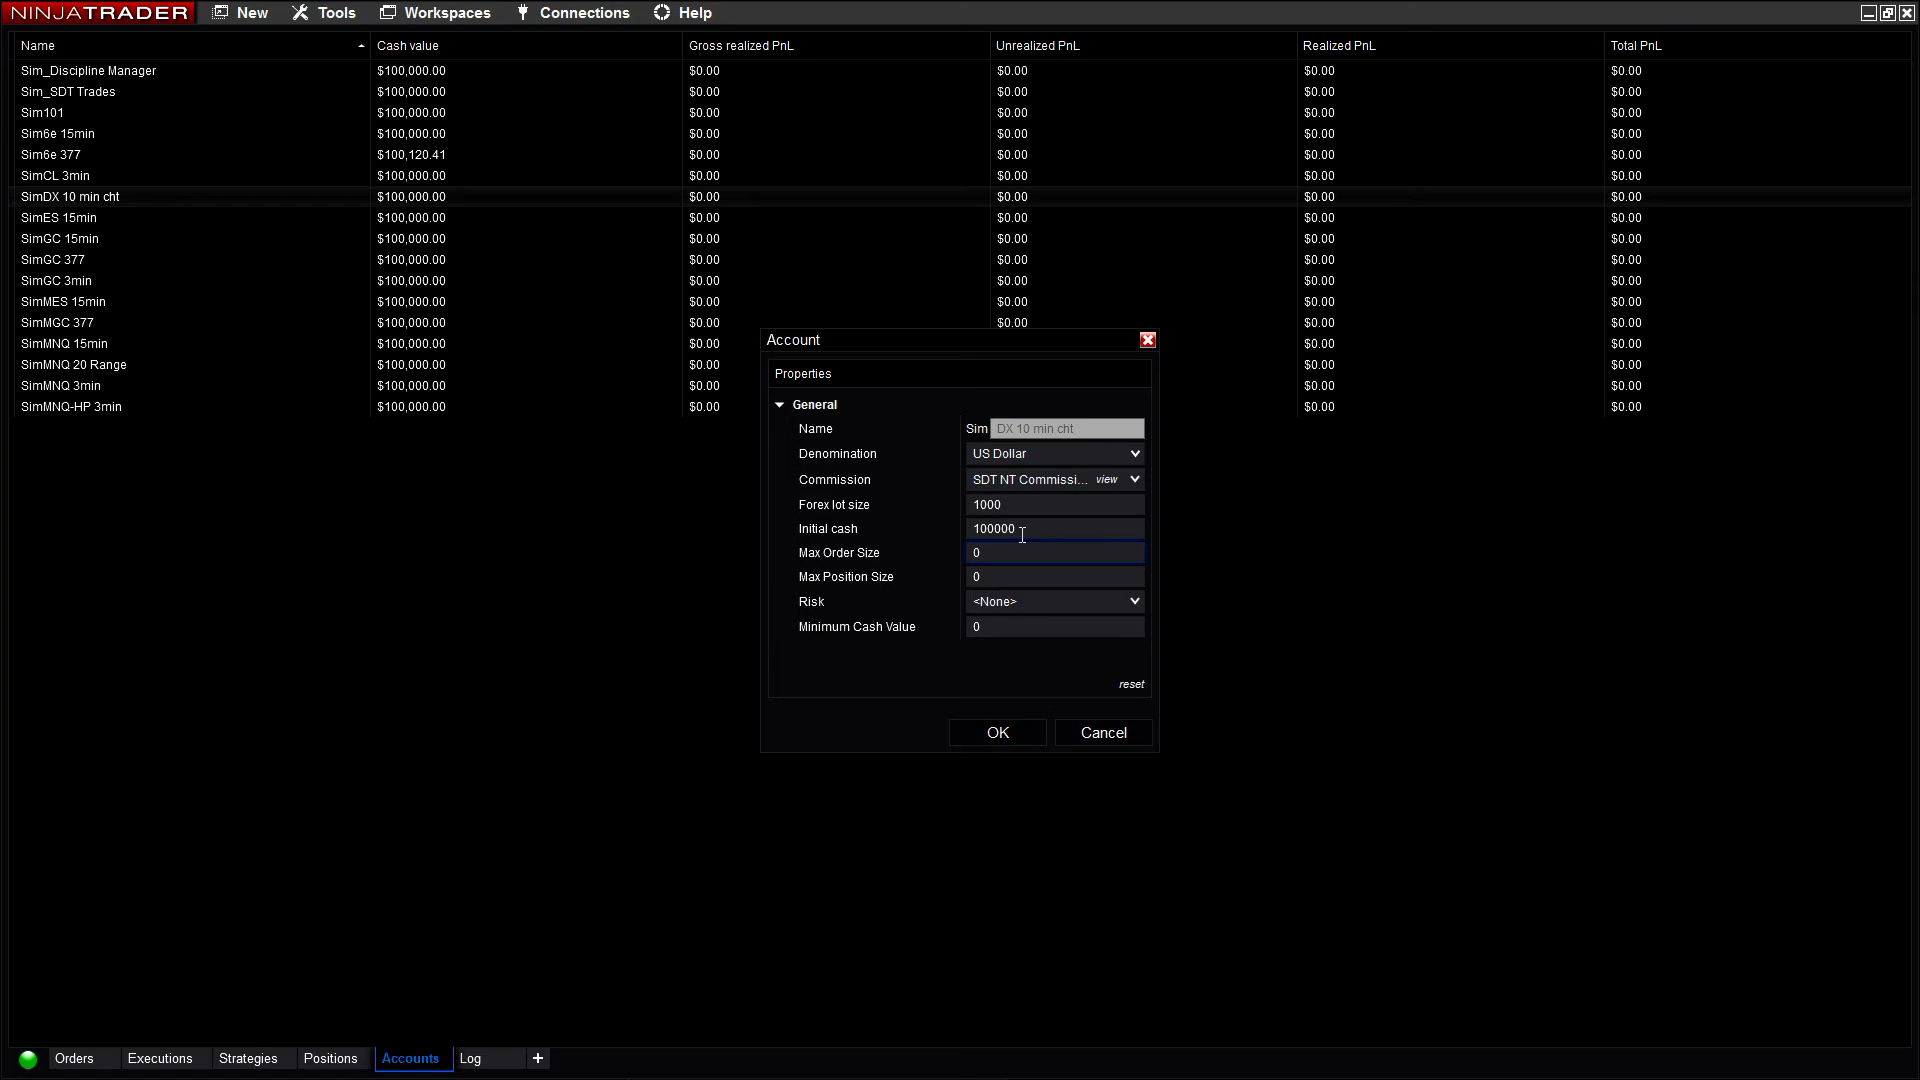 NINJATRADER New Tools Workspaces Connections Help
Name Cash value Gross realized PnL Unrealized PnL Realized PnL Total PnL
Sim_Discipline Manager $100,000.00 $0.00 $0.00 $0.00 $0.00
Sim_SDT Trades $100,000.00 $0.00 $0.00 $0.00 $0.00
Sim101 $100,000.00 $0.00 $0.00 $0.00 $0.00
Sim6e 15min $100,000.00 $0.00 $0.00 $0.00 $0.00
Sim6e 377 $100,120.41 $0.00 $0.00 $0.00 $0.00
SimCL 3min $100,000.00 $0.00 $0.00 $0.00 $0.00
SimDX 10 min cht $100,000.00 $0.00 $0.00 $0.00 $0.00
SimES 15min $100,000.00 $0.00 $0.00 $0.00 $0.00
SimGC 15min $100,000.00 $0.00 $0.00 $0.00 $0.00
SimGC 377 $100,000.00 $0.00 $0.00 $0.00 $0.00
SimGC 3min $100,000.00 $0.00 $0.00 $0.00 $0.00
SimMES 15min $100,000.00 $0.00 $0.00 $0.00 $0.00
SimMGC 377 $100,000.00 $0.00 $0.00 $0.00 $0.00
SimMNQ 15min $100,000.00 $0.00 $0.00 $0.00
SimMNQ 20 Range $100,000.00 $0.00 $0.00 $0.00
SimMNQ 3min $100,000.00 $0.00 $0.00 $0.00
SimMNQ-HP 3min $100,000.00 $0.00 $0.00 $0.00
Account
Properties
General
Name Sim DX 10 min cht
Denomination US Dollar
Commission SDT NT Commissi... view
Forex lot size 1000
Initial cash 100000
Max Order Size 0
Max Position Size 0
Risk <None>
Minimum Cash Value 0
reset
OK Cancel
Orders Executions Strategies Positions Accounts Log +